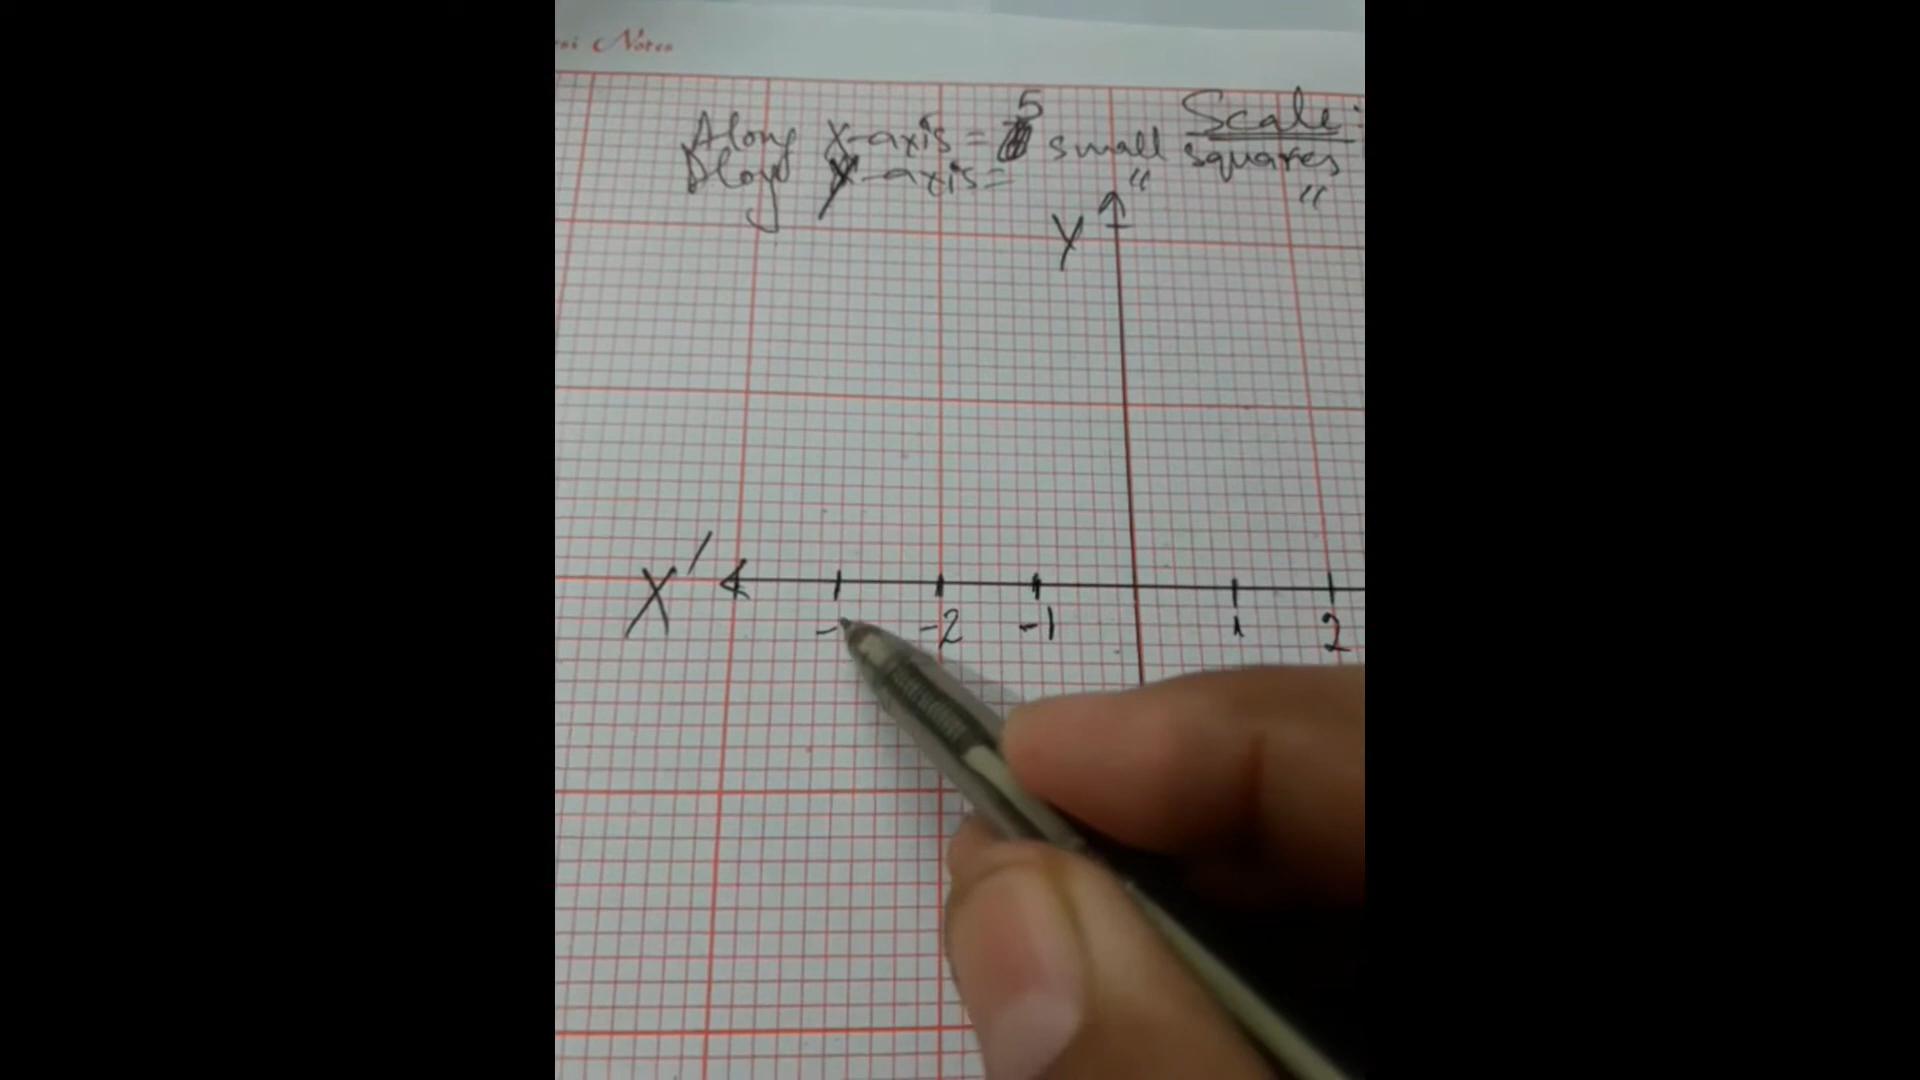 Notes
Scale:
Along X-axis = 5 small squares
Along Y-axis = " "
Y
X'
- -2 -1 1 2